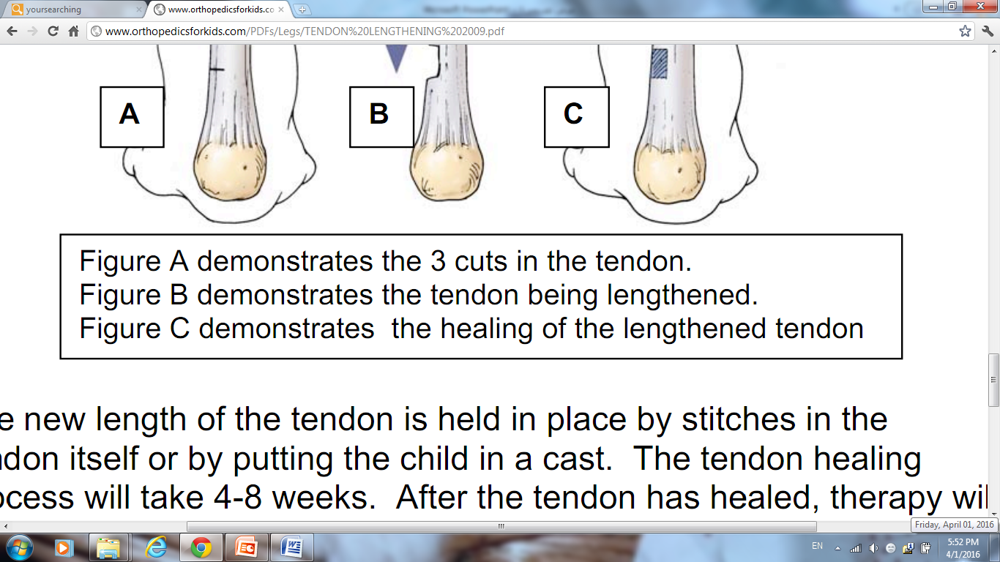 yoursearching
www.orthopedicsforkids.co
www.orthopedicsforkids.com/PDFs/Legs/TENDON%20LENGTHENING%202009.pdf
A
B
C
Figure A demonstrates the 3 cuts in the tendon.
Figure B demonstrates the tendon being lengthened.
Figure C demonstrates  the healing of the lengthened tendon
e new length of the tendon is held in place by stitches in the
ndon itself or by putting the child in a cast.  The tendon healing
ocess will take 4-8 weeks.  After the tendon has healed, therapy wil
Friday, April 01, 2016
EN
5:52 PM
4/1/2016